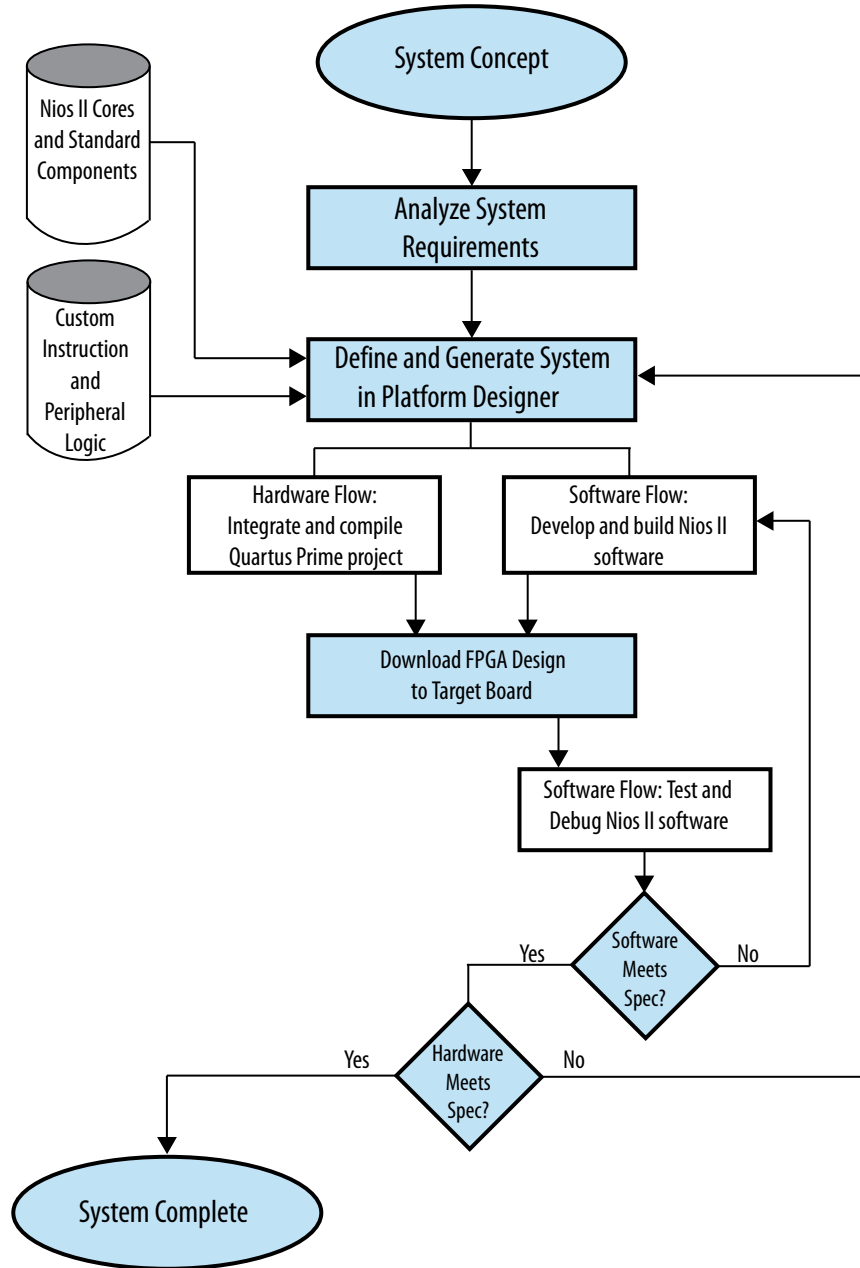 System Concept
Nios II Cores
and Standard
Components
Analyze System
Requirements
Custom
Instruction
and
Peripheral
Logic
Define and Generate System
in Platform Designer
Hardware Flow:
Integrate and compile
Quartus Prime project
Software Flow:
Develop and build Nios II
software
Download FPGA Design
to Target Board
Software Flow: Test and
Debug Nios II software
Software
Meets
Spec?
Yes
No
Hardware
Meets
Spec?
Yes
No
System Complete